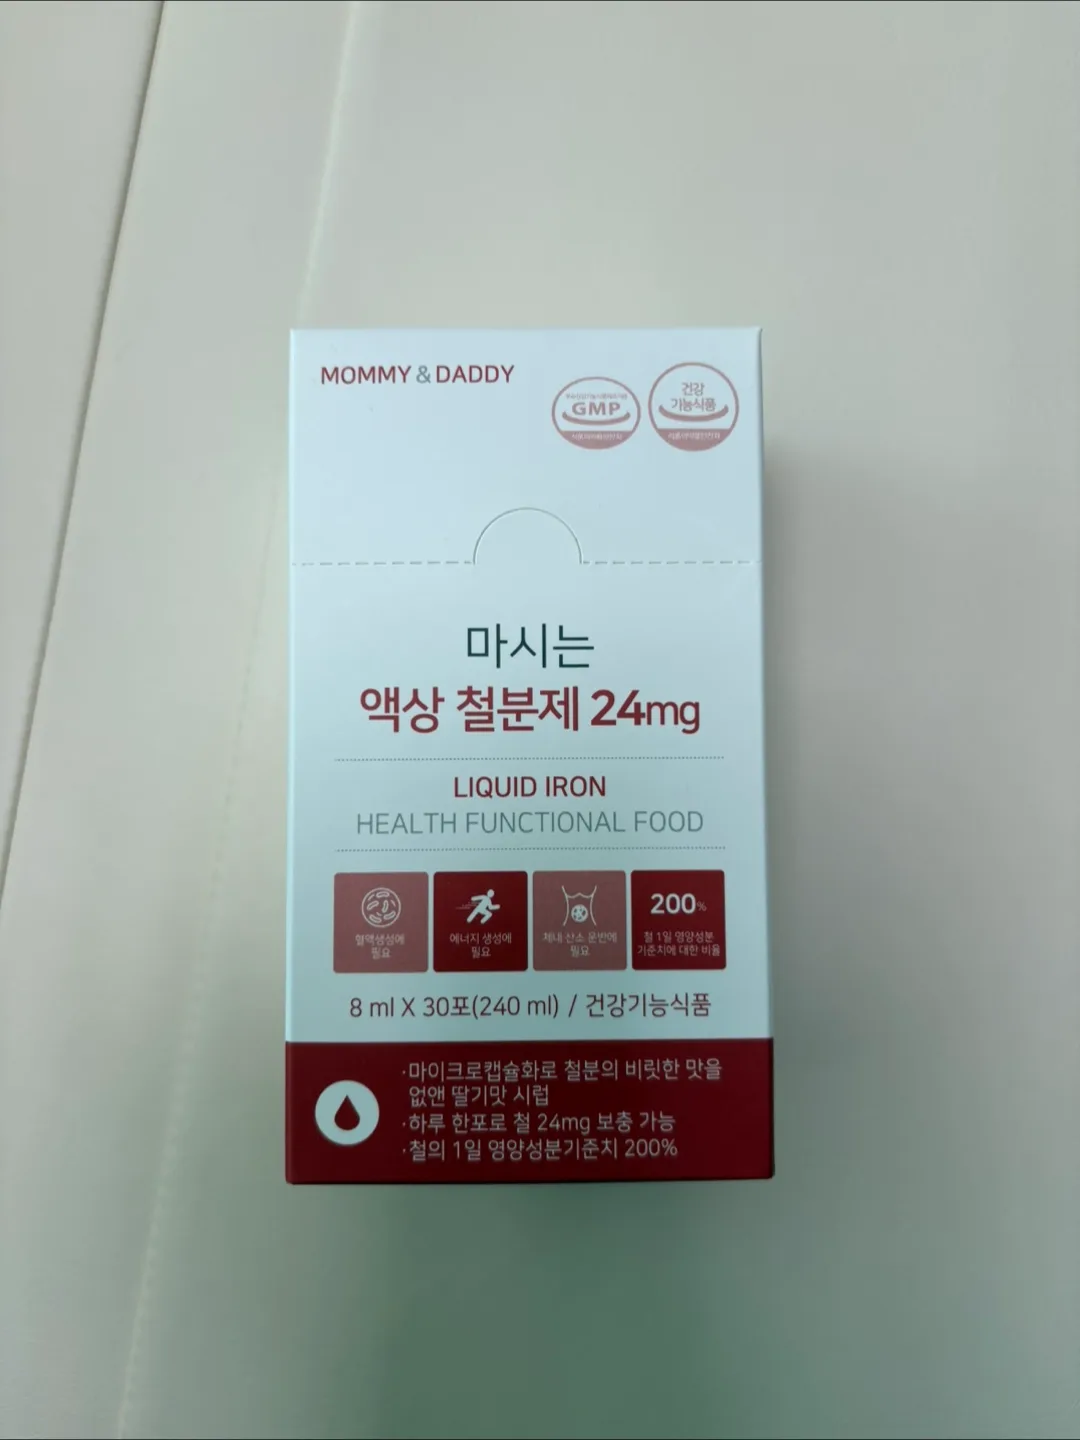 MOMMY & DADDY
GMP
건강
기능식품
마시는
액상 철분제 24mg
LIQUID IRON
HEALTH FUNCTIONAL FOOD
혈액생성에
필요
에너지 생성에
필요
체내 산소 운반에
필요
200%
철 1일 영양성분
기준치에 대한 비율
8 ml X 30포(240 ml) / 건강기능식품
·마이크로캡슐화로 철분의 비릿한 맛을
없앤 딸기맛 시럽
·하루 한포로 철 24mg 보충 가능
·철의 1일 영양성분기준치 200%